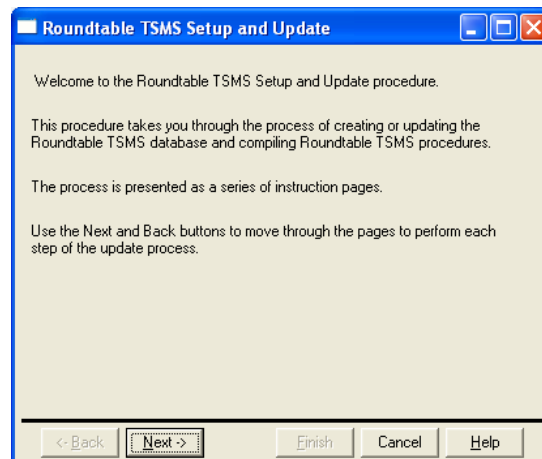 Roundtable TSMS Setup and Update
Welcome to the Roundtable TSMS Setup and Update procedure.
This procedure takes you through the process of creating or updating the
Roundtable TSMS database and compiling Roundtable TSMS procedures.
The process is presented as a series of instruction pages.
Use the Next and Back buttons to move through the pages to perform each
step of the update process.
<- Back Next -> Finish Cancel Help